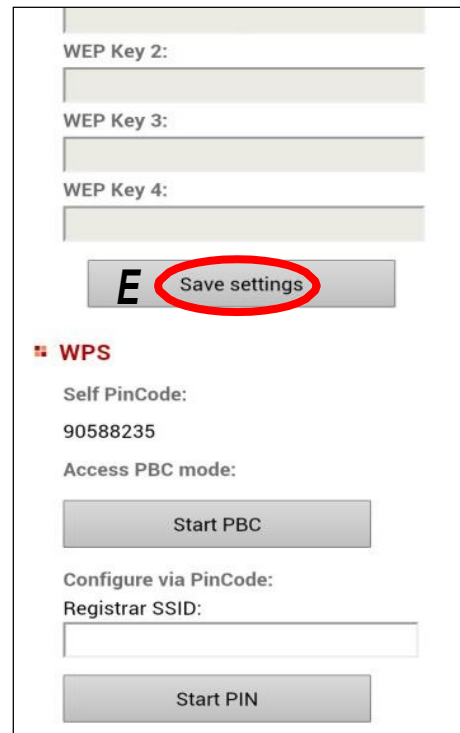 WEP Key 2:
WEP Key 3:
WEP Key 4:
E Save settings
WPS
Self PinCode:
90588235
Access PBC mode:
Start PBC
Configure via PinCode:
Registrar SSID:
Start PIN